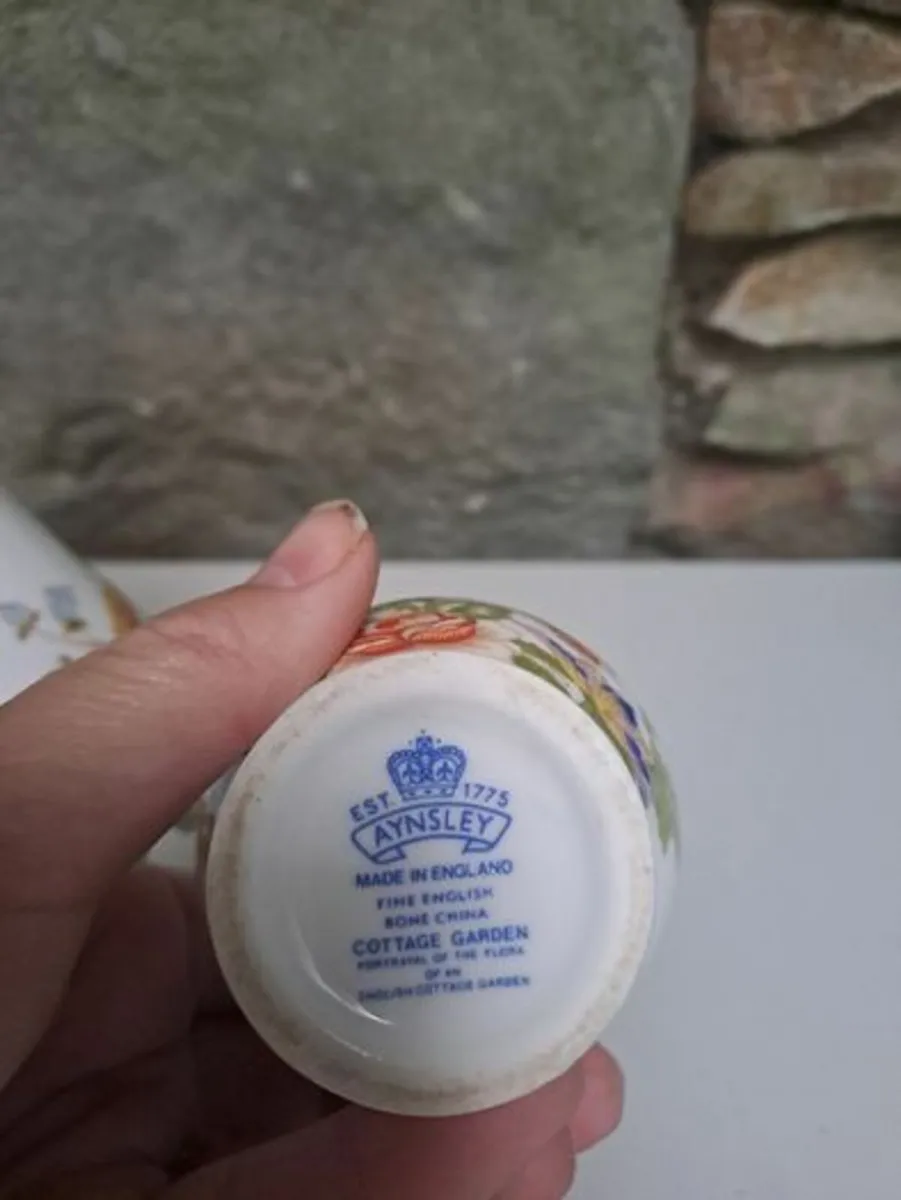 EST. 1775
AYNSLEY
MADE IN ENGLAND
FINE ENGLISH
BONE CHINA
COTTAGE GARDEN
PORTRAYAL OF THE FLORA
OF AN
ENGLISH COTTAGE GARDEN